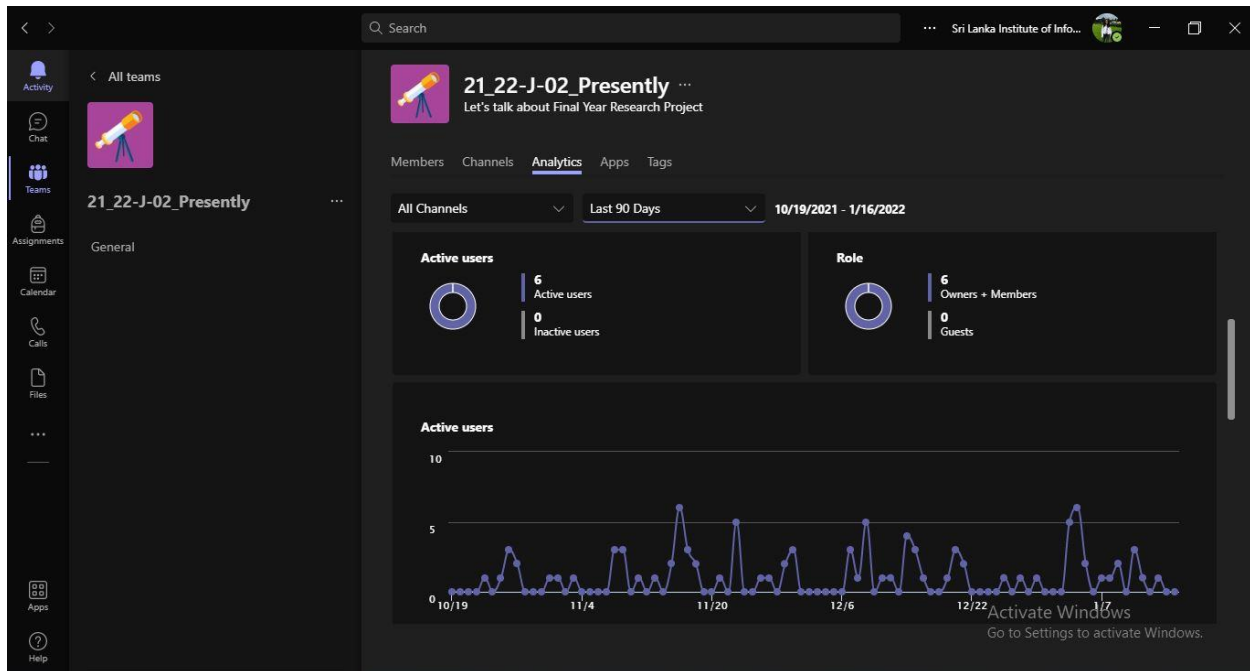 Search
Sri Lanka Institute of Info...
Activity
Chat
Teams
Assignments
Calendar
Calls
Files
Apps
Help
All teams
21_22-J-02_Presently
General
21_22-J-02_Presently
Let's talk about Final Year Research Project
Members Channels Analytics Apps Tags
All Channels Last 90 Days 10/19/2021 - 1/16/2022
Active users
6
Active users
0
Inactive users
Role
6
Owners + Members
0
Guests
Active users
10
5
0
10/19 11/4 11/20 12/6 12/22 1/7
Activate Windows
Go to Settings to activate Windows.